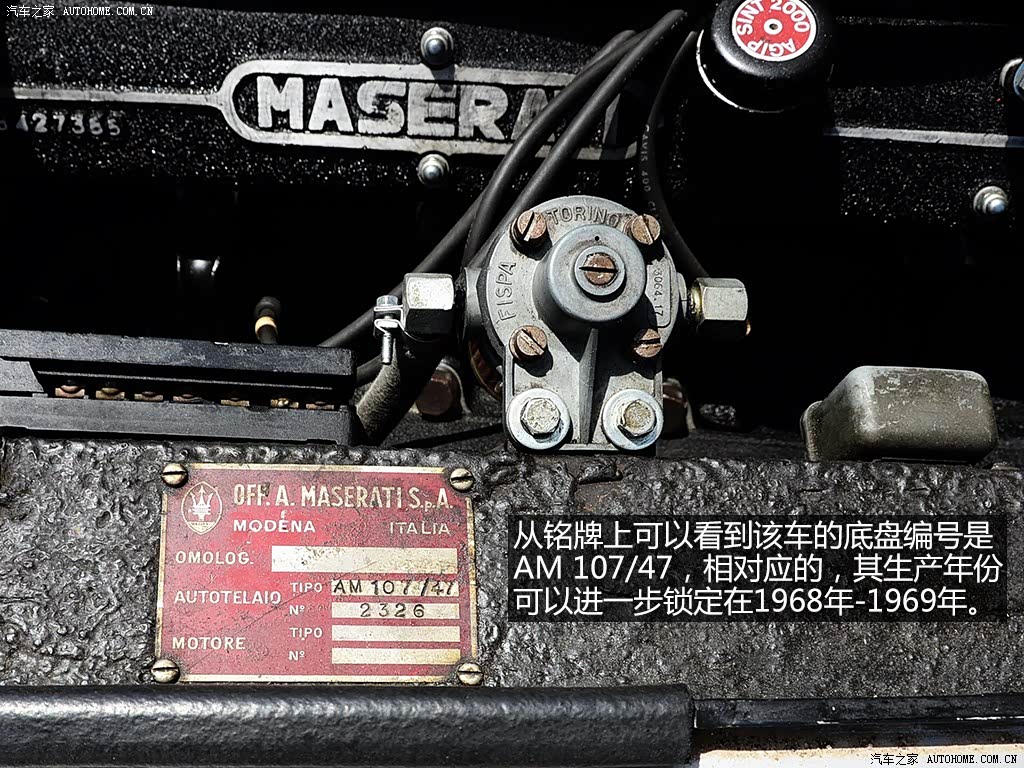 汽车之家 AUTOHOME.COM.CN
AGIP SINT 2000
MASERATI
427365
TORINO
FISPA
OFF. A. MASERATI S.p.A.
MODENA ITALIA
OMOLOG.
AUTOTELAIO TIPO AM 107/47
Nº 2326
MOTORE TIPO
Nº
从铭牌上可以看到该车的底盘编号是
AM 107/47，相对应的，其生产年份
可以进一步锁定在1968年-1969年。
汽车之家 AUTOHOME.COM.CN